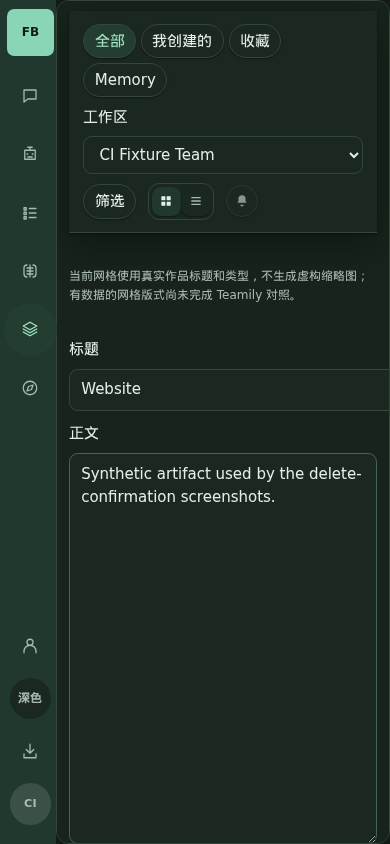 FB
全部
我创建的
收藏
Memory
工作区
CI Fixture Team
筛选
当前网格使用真实作品标题和类型，不生成虚构缩略图；
有数据的网格版式尚未完成 Teamily 对照。
标题
Website
正文
Synthetic artifact used by the delete-
confirmation screenshots.
深色
CI